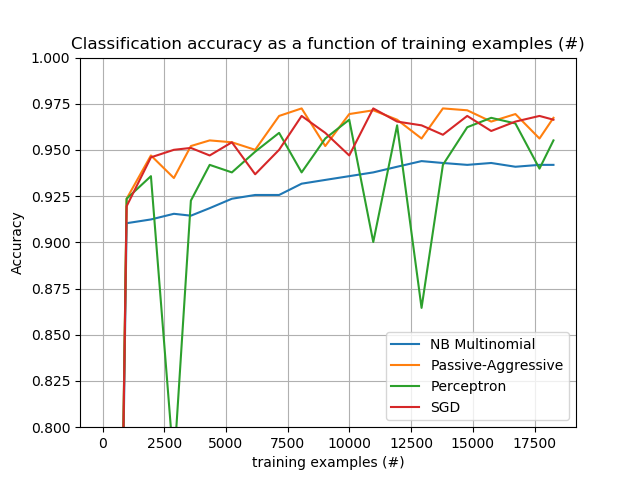 Classification accuracy as a function of training examples (#)
1.000
0.975
0.950
0.925
0.900
0.875
0.850
0.825
0.800
Accuracy
NB Multinomial
Passive-Aggressive
Perceptron
SGD
0 2500 5000 7500 10000 12500 15000 17500
training examples (#)